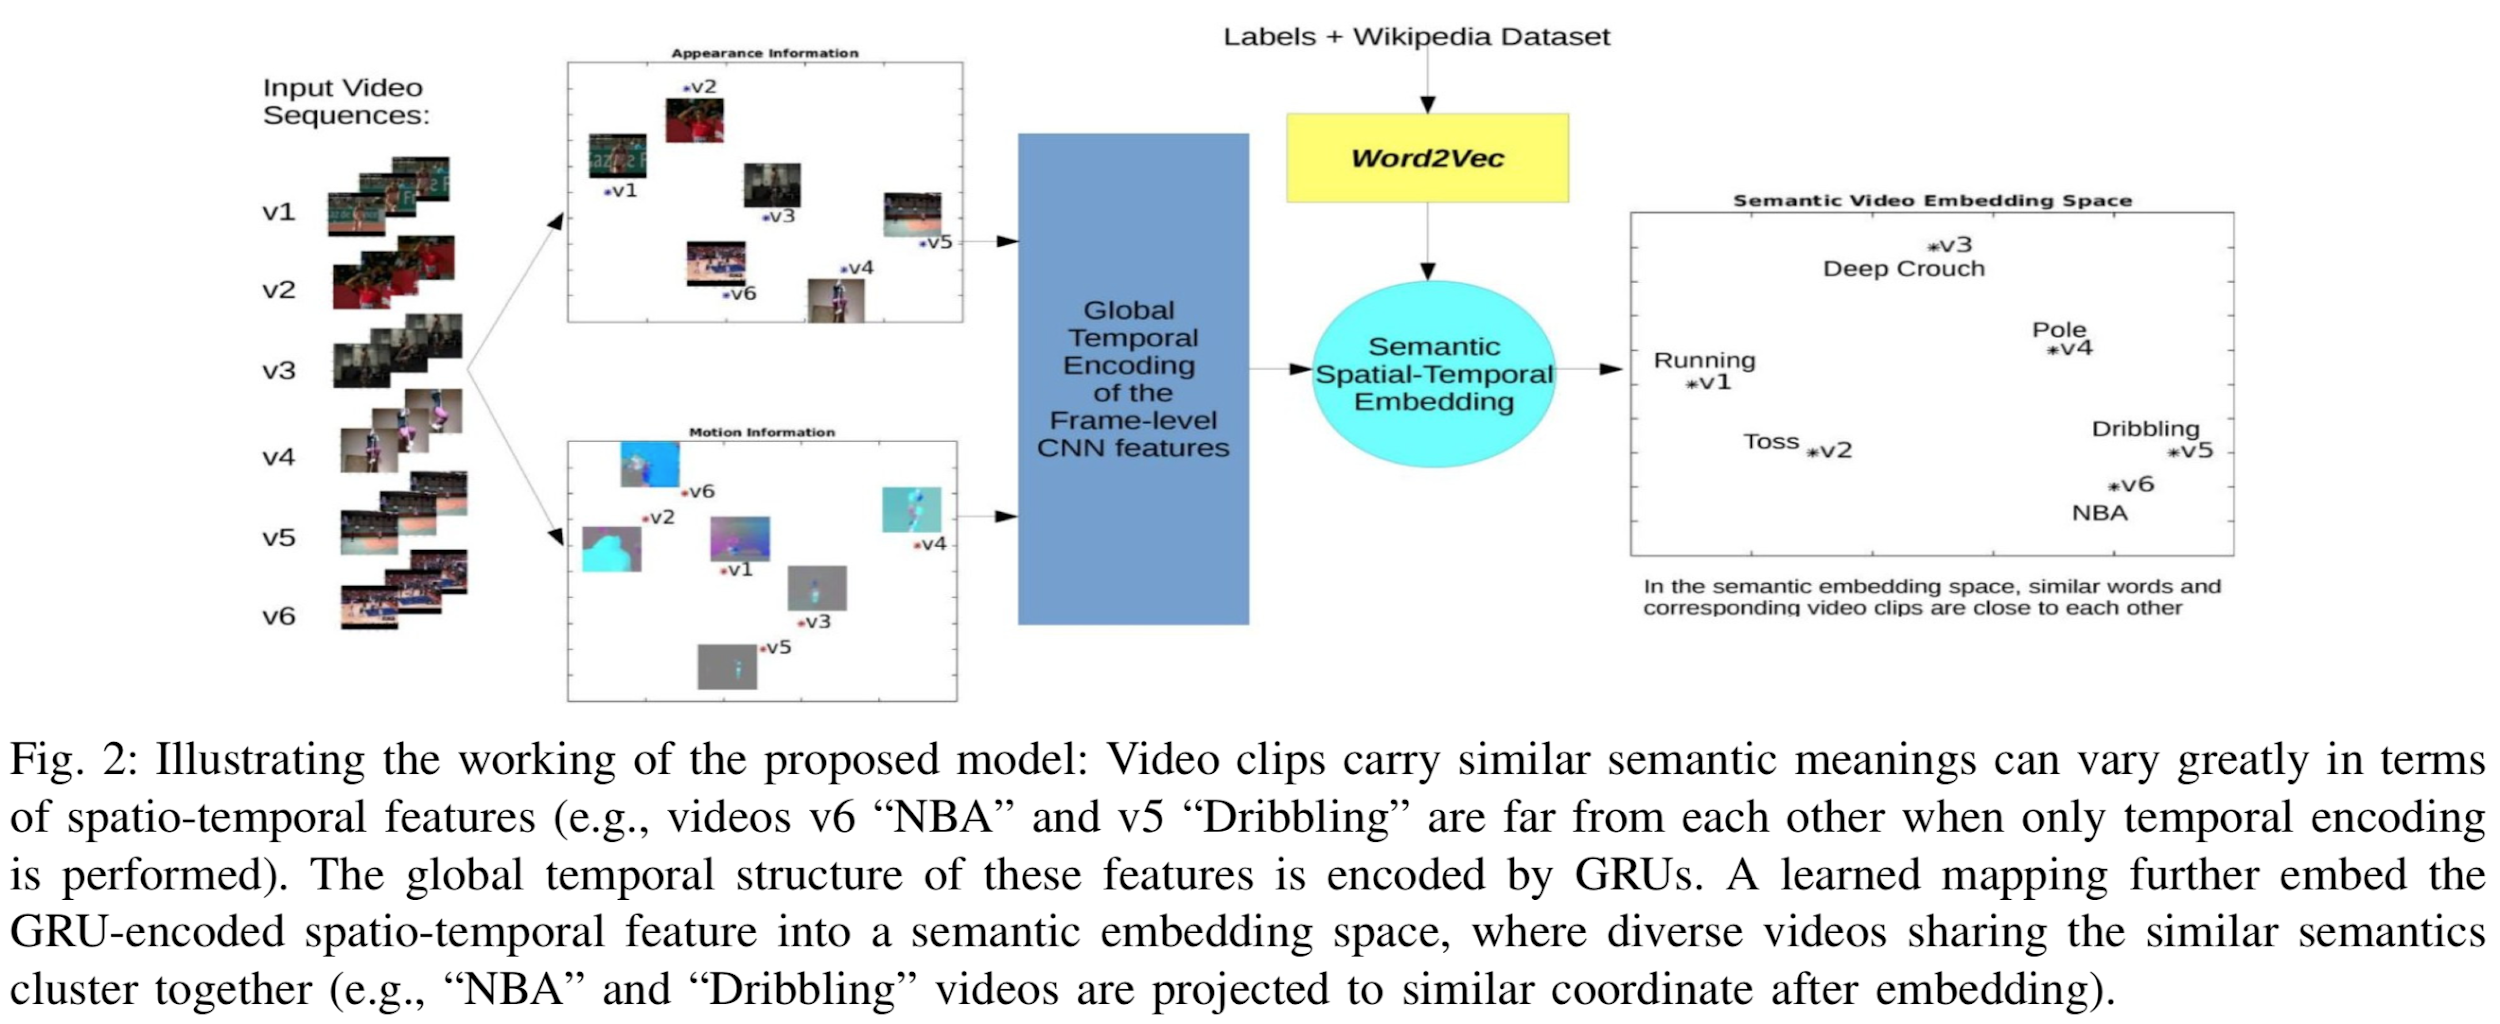 Input Video
Sequences:
v1
v2
v3
v4
v5
v6
Appearance Information
v2
v1
v3
v5
v4
v6
Motion Information
v6
v2
v4
v1
v3
v5
Global
Temporal
Encoding
of the
Frame-level
CNN features
Labels + Wikipedia Dataset
Word2Vec
Semantic
Spatial-Temporal
Embedding
Semantic Video Embedding Space
v3
Deep Crouch
Pole
v4
Running
v1
Dribbling
v5
Toss v2
v6
NBA
In the semantic embedding space, similar words and
corresponding video clips are close to each other
Fig. 2: Illustrating the working of the proposed model: Video clips carry similar semantic meanings can vary greatly in terms
of spatio-temporal features (e.g., videos v6 “NBA” and v5 “Dribbling” are far from each other when only temporal encoding
is performed). The global temporal structure of these features is encoded by GRUs. A learned mapping further embed the
GRU-encoded spatio-temporal feature into a semantic embedding space, where diverse videos sharing the similar semantics
cluster together (e.g., “NBA” and “Dribbling” videos are projected to similar coordinate after embedding).